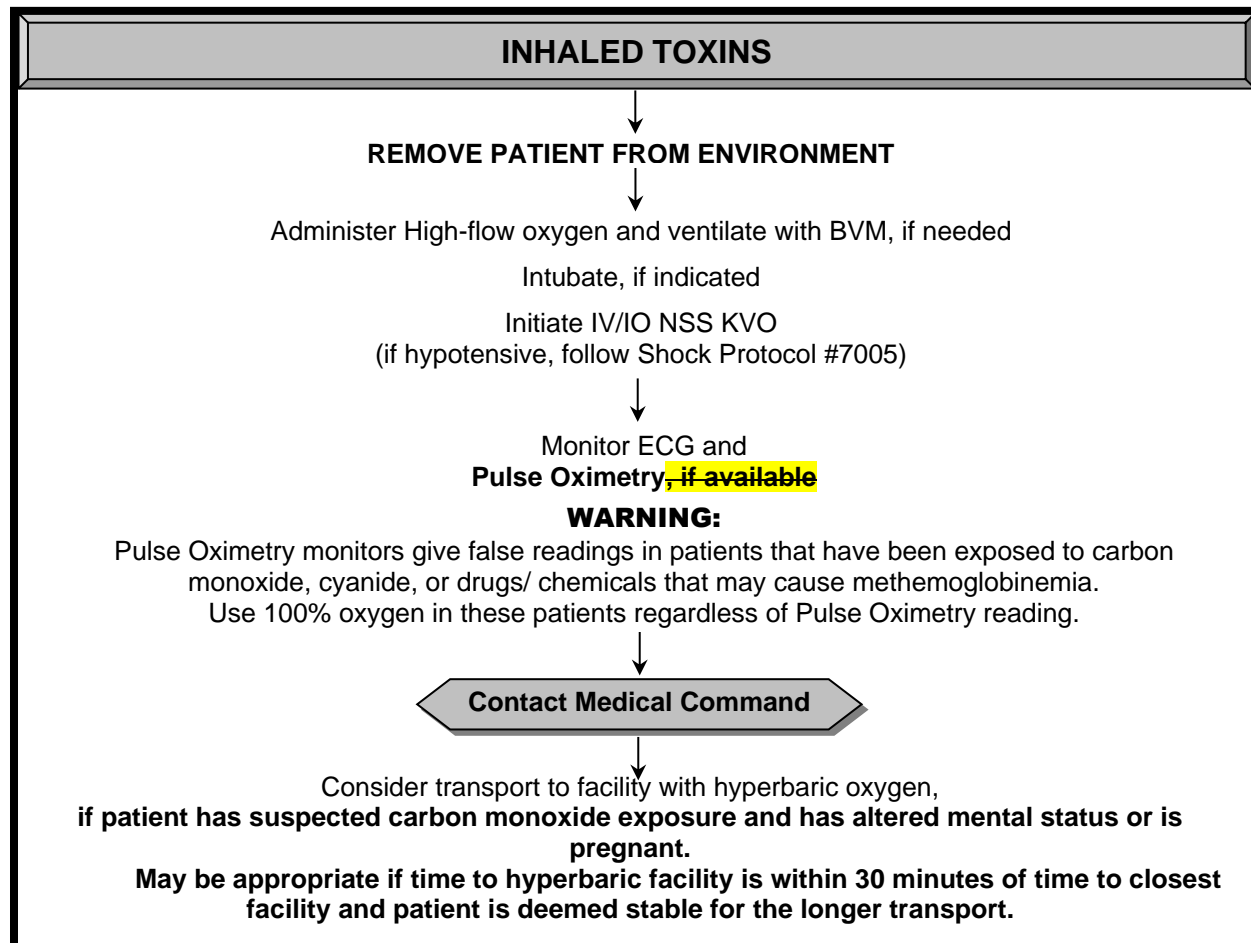 INHALED TOXINS
REMOVE PATIENT FROM ENVIRONMENT
Administer High-flow oxygen and ventilate with BVM, if needed
Intubate, if indicated
Initiate IV/IO NSS KVO
(if hypotensive, follow Shock Protocol #7005)
Monitor ECG and
Pulse Oximetry, if available
WARNING:
Pulse Oximetry monitors give false readings in patients that have been exposed to carbon
monoxide, cyanide, or drugs/ chemicals that may cause methemoglobinemia.
Use 100% oxygen in these patients regardless of Pulse Oximetry reading.
Contact Medical Command
Consider transport to facility with hyperbaric oxygen,
if patient has suspected carbon monoxide exposure and has altered mental status or is
pregnant.
May be appropriate if time to hyperbaric facility is within 30 minutes of time to closest
facility and patient is deemed stable for the longer transport.